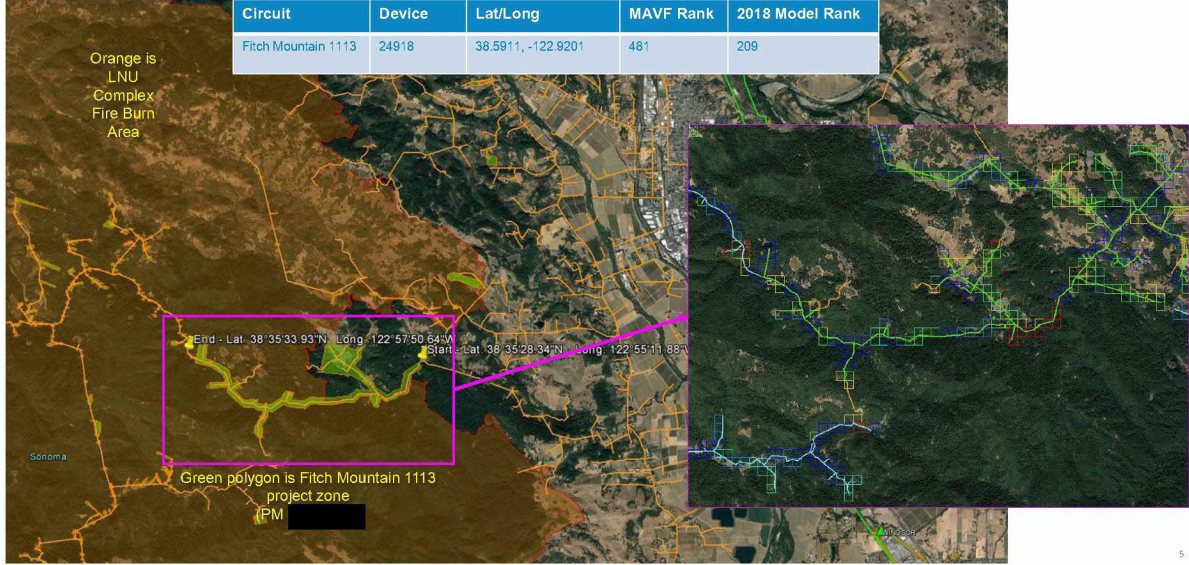 Circuit Device Lat/Long MAVF Rank 2018 Model Rank
Fitch Mountain 1113 24918 38.5911, -122.9201 481 209
Orange is
LNU
Complex
Fire Burn
Area
End - Lat: 38°35'33.93"N, Long: 122°57'50.64"W
Start - Lat: 38°35'28.34"N, Long: 122°55'11.88"W
Sonoma
Green polygon is Fitch Mountain 1113
project zone
(PM
WINDSOR
5